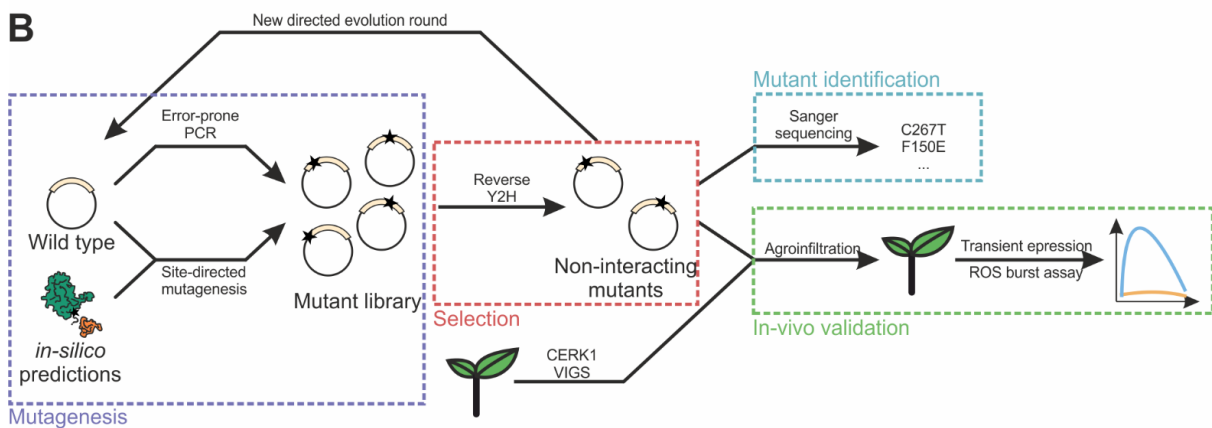 B
New directed evolution round
Error-prone
PCR
Wild type
Site-directed
mutagenesis
in-silico
predictions
Mutant library
Mutagenesis
Reverse
Y2H
Non-interacting
mutants
Selection
CERK1
VIGS
Mutant identification
Sanger
sequencing
C267T
F150E
...
Agroinfiltration
Transient epression
ROS burst assay
In-vivo validation